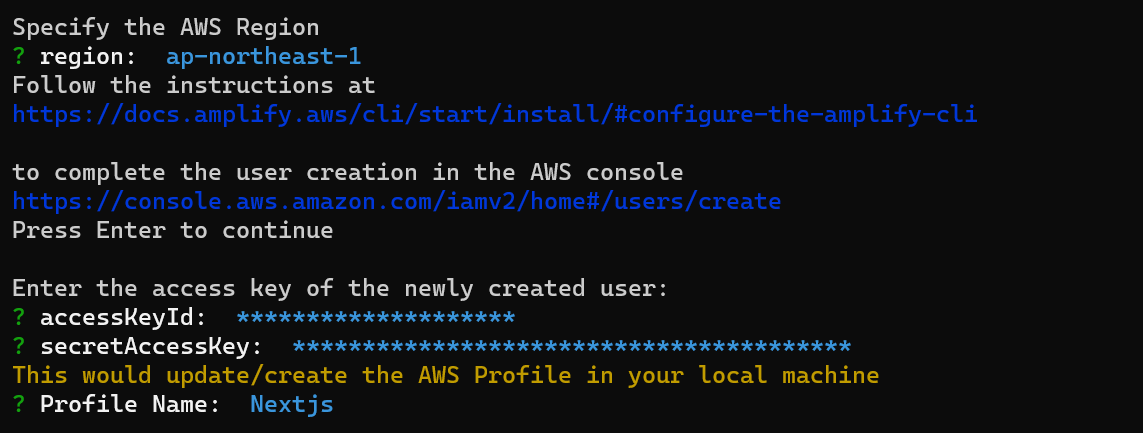 Specify the AWS Region
? region:  ap-northeast-1
Follow the instructions at
https://docs.amplify.aws/cli/start/install/#configure-the-amplify-cli
to complete the user creation in the AWS console
https://console.aws.amazon.com/iamv2/home#/users/create
Press Enter to continue
Enter the access key of the newly created user:
? accessKeyId:  ********************
? secretAccessKey:  ****************************************
This would update/create the AWS Profile in your local machine
? Profile Name:  Nextjs